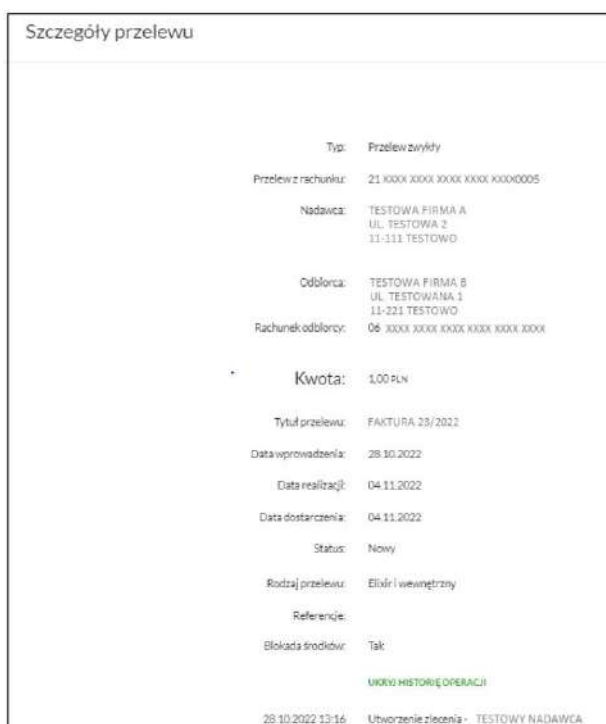 Szczegóły przelewu
Typ: Przelew zwykły
Przelew z rachunku: 21 XXXX XXXX XXXX XXXX XXXX0005
Nadawca: TESTOWA FIRMA A
UL. TESTOWA 2
11-111 TESTOWO
Odbiorca: TESTOWA FIRMA B
UL. TESTOWANA 1
11-221 TESTOWO
Rachunek odbiorcy: 06 XXXX XXXX XXXX XXXX XXXX XXXX
Kwota: 1,00 PLN
Tytuł przelewu: FAKTURA 28/2022
Data wprowadzenia: 28.10.2022
Data realizacji: 04.11.2022
Data dostarczenia: 04.11.2022
Status: Nowy
Rodzaj przelewu: Elixir i wewnętrzny
Referencje:
Blokada środków: Tak
UKRYJ HISTORIĘ OPERACJI
28.10.2022 13:16 Utworzenie zlecenia - TESTOWY NADAWCA